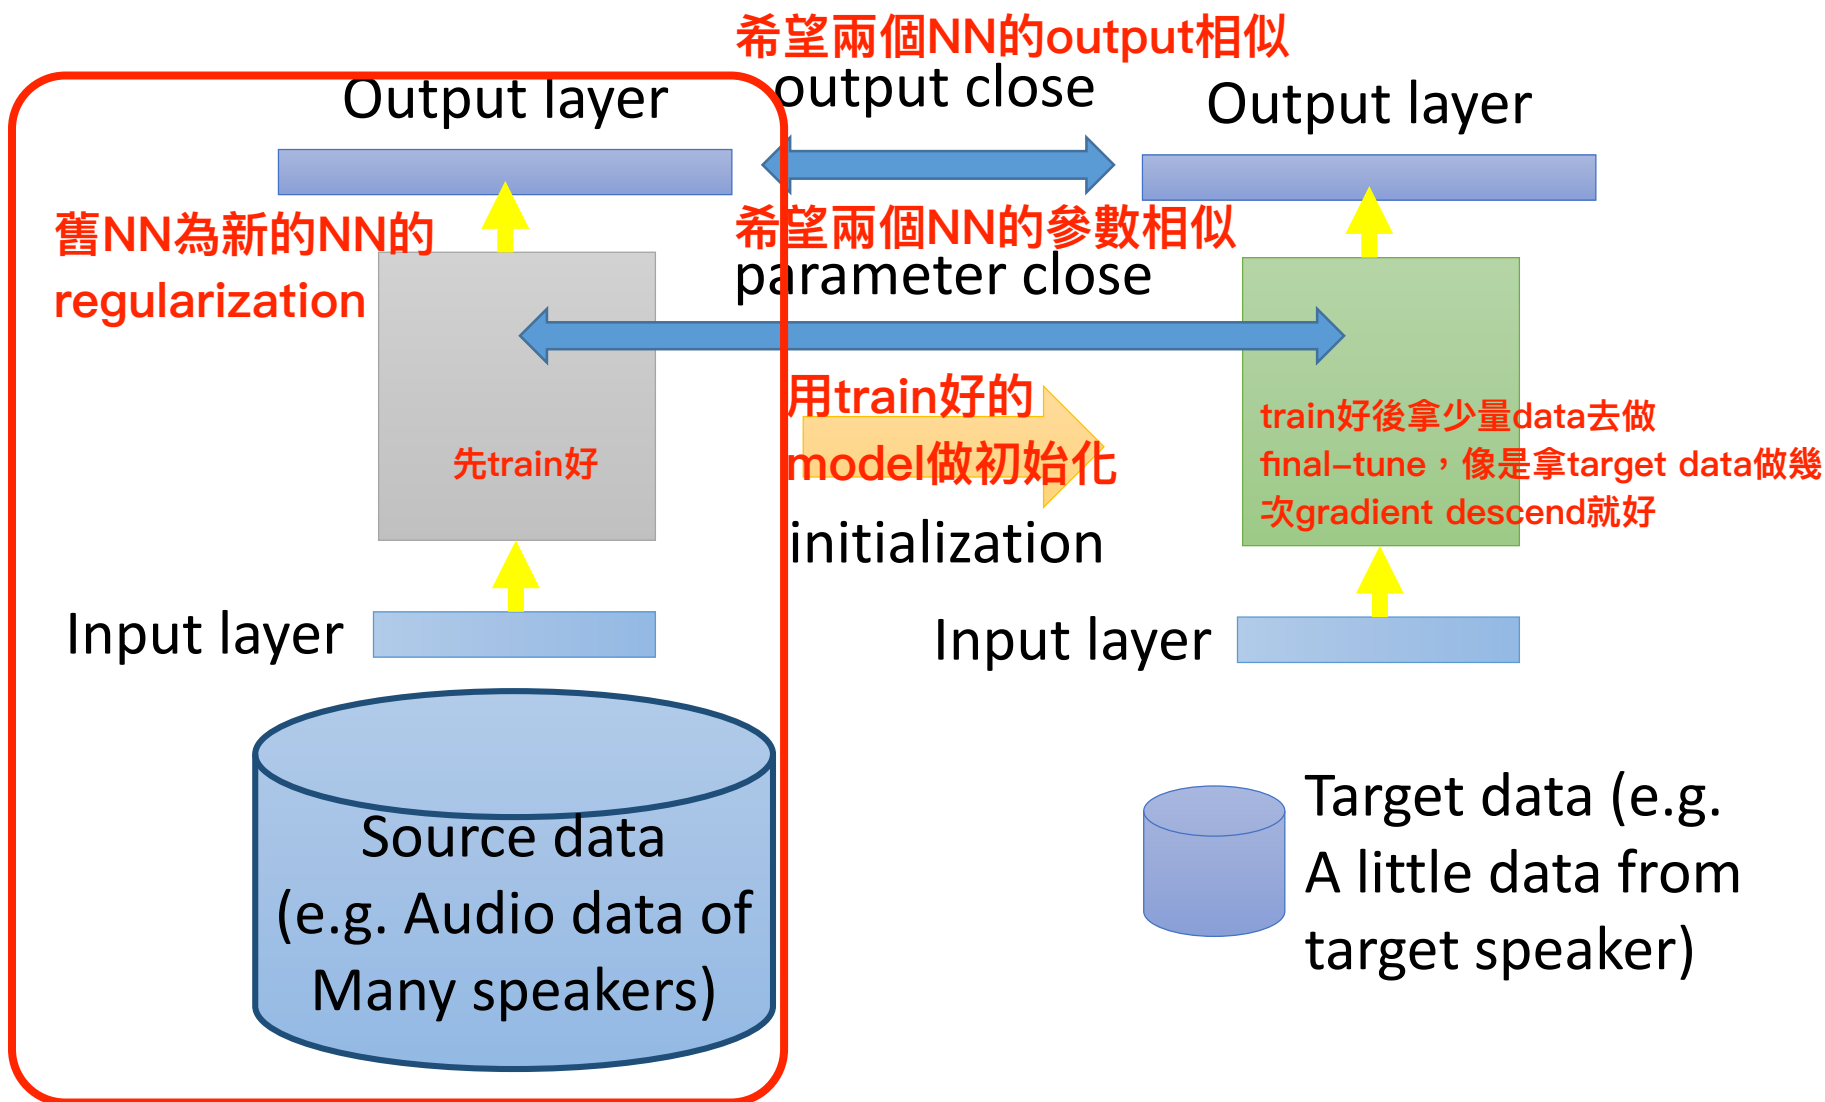 希望兩個NN的output相似
output close
Output layer
Output layer
舊NN為新的NN的
regularization
希望兩個NN的參數相似
parameter close
先train好
用train好的
model做初始化
initialization
train好後拿少量data去做
final-tune，像是拿target data做幾
次gradient descend就好
Input layer
Input layer
Source data
(e.g. Audio data of
Many speakers)
Target data (e.g.
A little data from
target speaker)